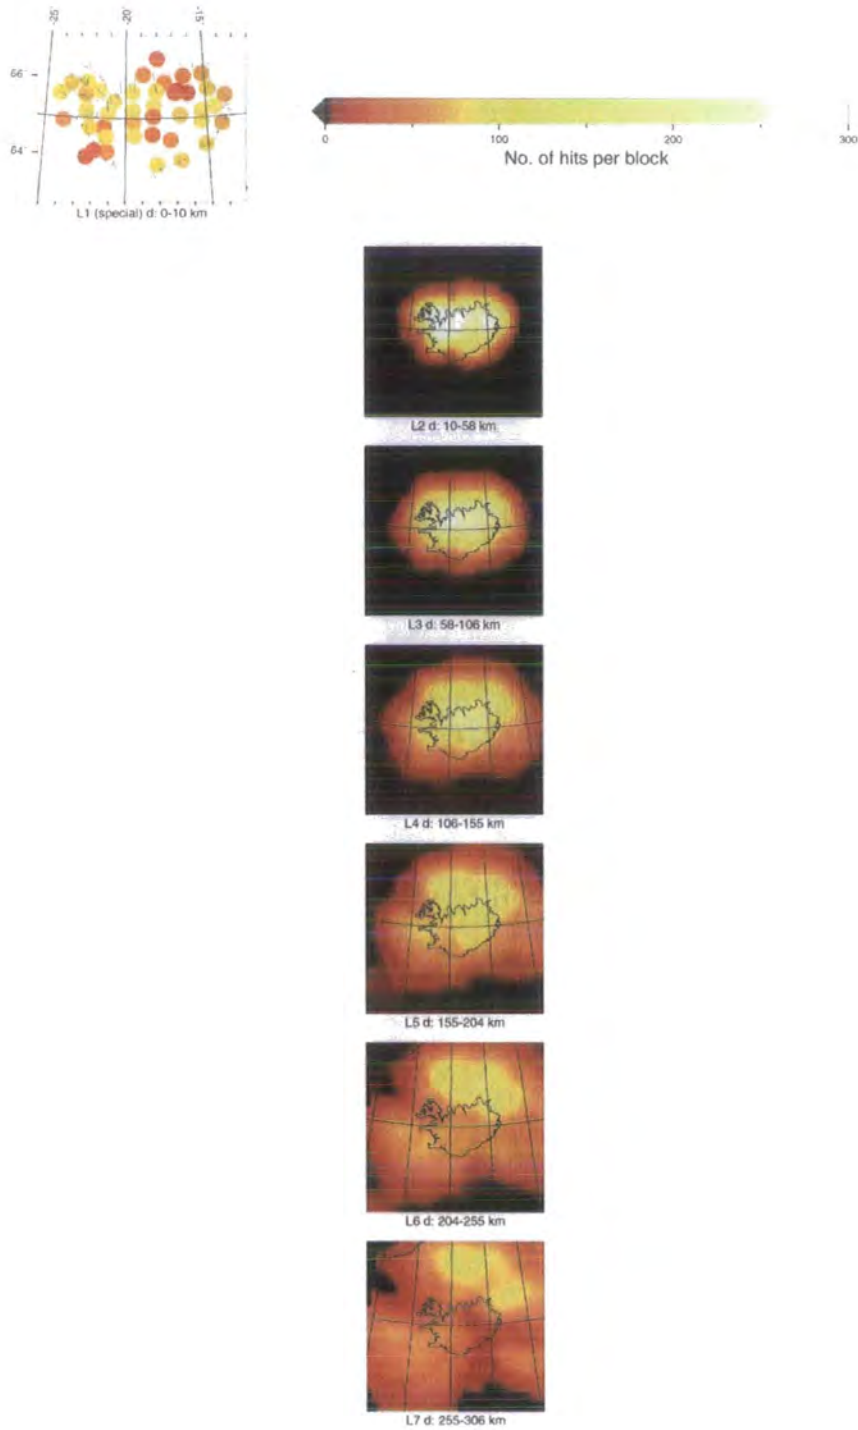 -25˚ -20˚ -15˚
66˚
64˚
L1 (special) d: 0-10 km
0 100 200 300
No. of hits per block
L2 d: 10-58 km
L3 d: 58-106 km
L4 d: 106-155 km
L5 d: 155-204 km
L6 d: 204-255 km
L7 d: 255-306 km